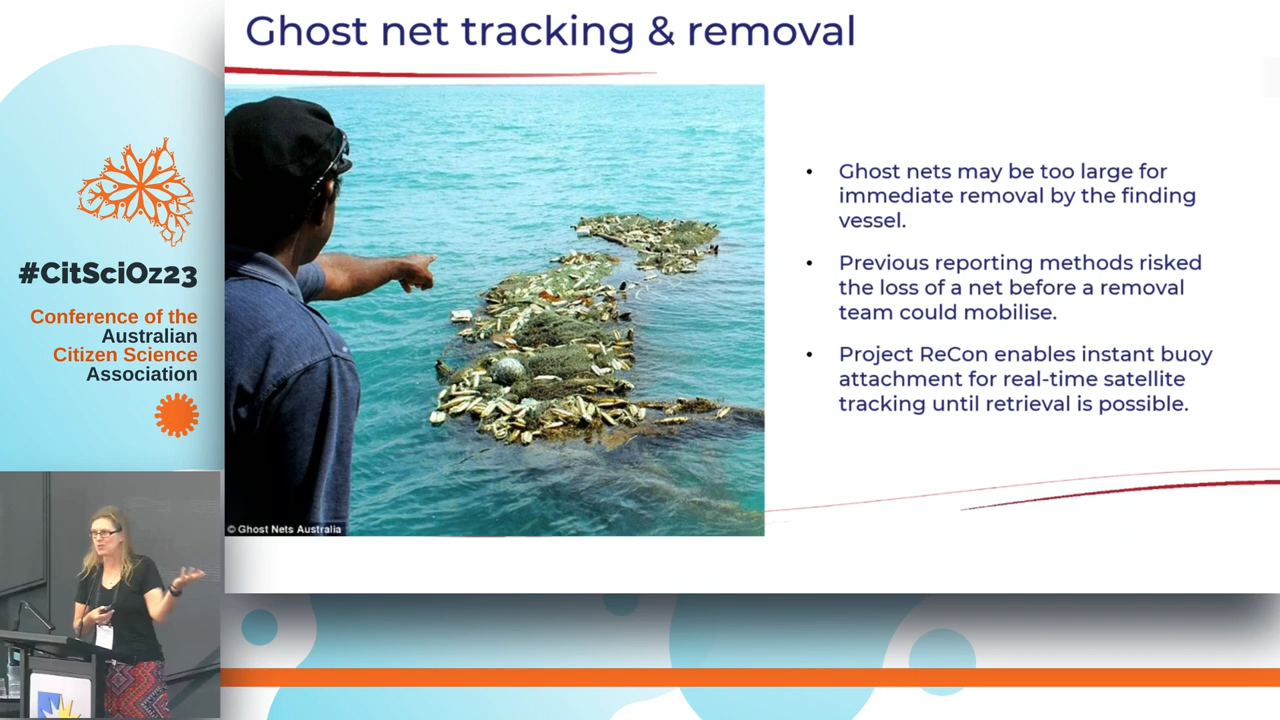 Ghost net tracking & removal
#CitSciOz23
Conference of the
Australian
Citizen Science
Association
• Ghost nets may be too large for
immediate removal by the finding
vessel.
• Previous reporting methods risked
the loss of a net before a removal
team could mobilise.
• Project ReCon enables instant buoy
attachment for real-time satellite
tracking until retrieval is possible.
© Ghost Nets Australia